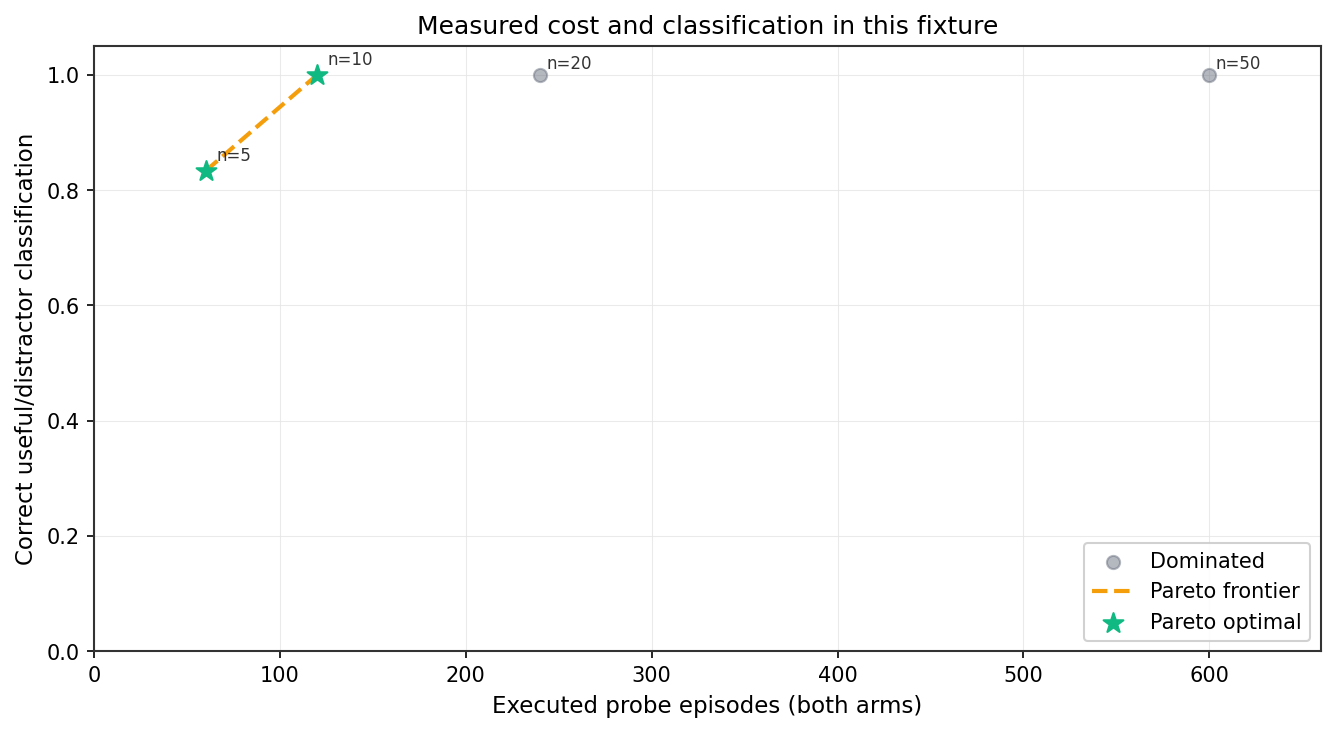 Measured cost and classification in this fixture
Correct useful/distractor classification
1.0
0.8
0.6
0.4
0.2
0.0
n=10
n=20
n=50
n=5
Dominated
Pareto frontier
Pareto optimal
0
100
200
300
400
500
600
Executed probe episodes (both arms)